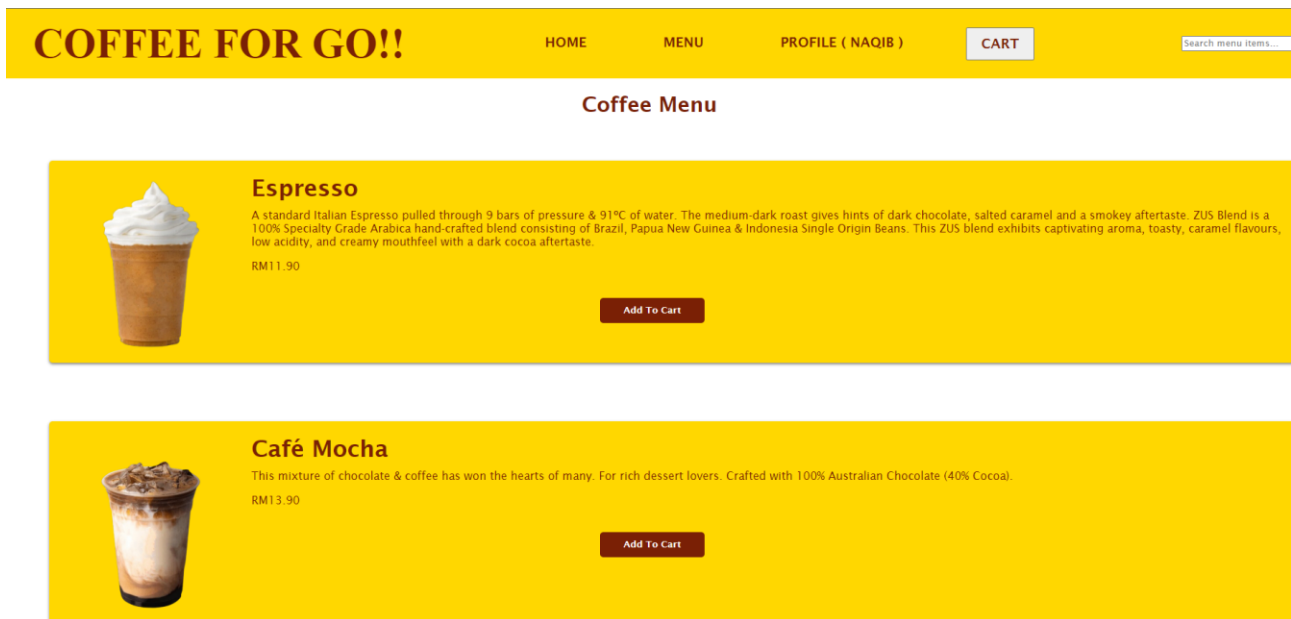 COFFEE FOR GO!!
HOME
MENU
PROFILE ( NAQIB )
CART
Search menu items...
Coffee Menu
Espresso
A standard Italian Espresso pulled through 9 bars of pressure & 91ºC of water. The medium-dark roast gives hints of dark chocolate, salted caramel and a smokey aftertaste. ZUS Blend is a
100% Specialty Grade Arabica hand-crafted blend consisting of Brazil, Papua New Guinea & Indonesia Single Origin Beans. This ZUS blend exhibits captivating aroma, toasty, caramel flavours,
low acidity, and creamy mouthfeel with a dark cocoa aftertaste.
RM11.90
Add To Cart
Café Mocha
This mixture of chocolate & coffee has won the hearts of many. For rich dessert lovers. Crafted with 100% Australian Chocolate (40% Cocoa).
RM13.90
Add To Cart